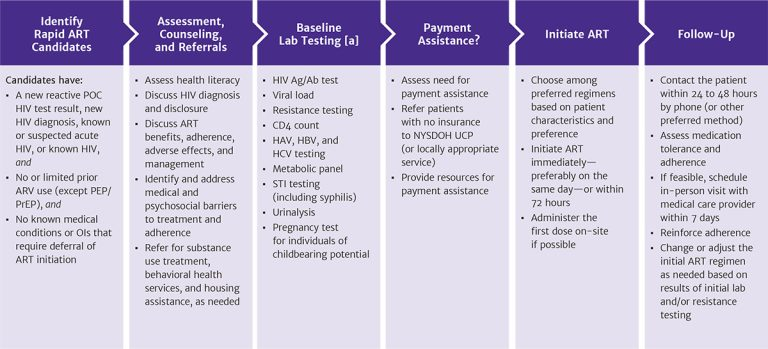 Identify
Rapid ART
Candidates
Candidates have:
• A new reactive POC
HIV test result, new
HIV diagnosis, known
or suspected acute
HIV, or known HIV,
and
• No or limited prior
ARV use (except PEP/
PrEP), and
• No known medical
conditions or OIs that
require deferral of
ART initiation
Assessment,
Counseling,
and Referrals
• Assess health literacy
• Discuss HIV diagnosis
and disclosure
• Discuss ART
benefits, adherence,
adverse effects, and
management
• Identify and address
medical and
psychosocial barriers
to treatment and
adherence
• Refer for substance
use treatment,
behavioral health
services, and housing
assistance, as needed
Baseline
Lab Testing [a]
• HIV Ag/Ab test
• Viral load
• Resistance testing
• CD4 count
• HAV, HBV, and
HCV testing
• Metabolic panel
• STI testing
(including syphilis)
• Urinalysis
• Pregnancy test
for individuals of
childbearing potential
Payment
Assistance?
• Assess need for
payment assistance
• Refer patients
with no insurance
to NYSDOH UCP
(or locally appropriate
service)
• Provide resources for
payment assistance
Initiate ART
• Choose among
preferred regimens
based on patient
characteristics and
preference
• Initiate ART
immediately—
preferably on the
same day—or within
72 hours
• Administer the
first dose on-site
if possible
Follow-Up
• Contact the patient
within 24 to 48 hours
by phone (or other
preferred method)
• Assess medication
tolerance and
adherence
• If feasible, schedule
in-person visit with
medical care provider
within 7 days
• Reinforce adherence
• Change or adjust the
initial ART regimen
as needed based on
results of initial lab
and/or resistance
testing